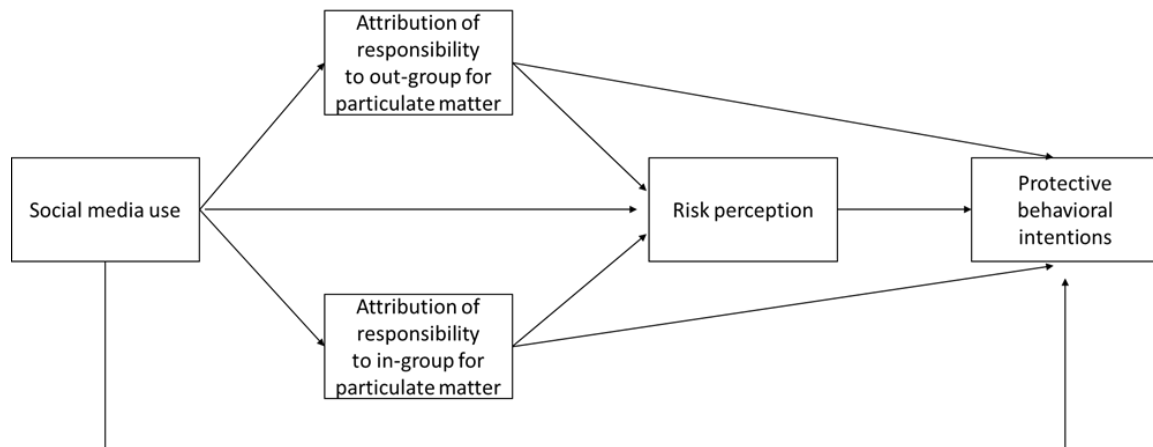 Attribution of
responsibility
to out-group for
particulate matter
Social media use
Risk perception
Protective
behavioral
intentions
Attribution of
responsibility
to in-group for
particulate matter